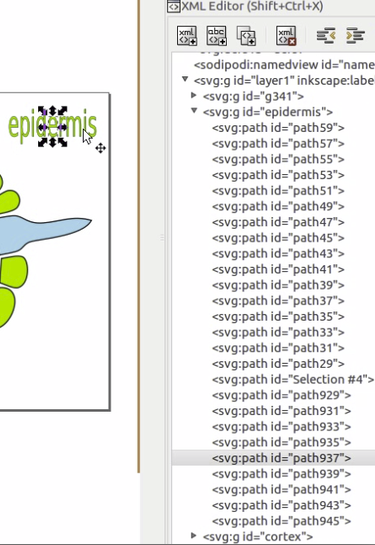 XML Editor (Shift+Ctrl+X)
<sodipodi:namedview id="name
<svg:g id="layer1" inkscape:label
<svg:g id="g341">
<svg:g id="epidermis">
<svg:path id="path59">
<svg:path id="path57">
<svg:path id="path55">
<svg:path id="path53">
<svg:path id="path51">
<svg:path id="path49">
<svg:path id="path47">
<svg:path id="path45">
<svg:path id="path43">
<svg:path id="path41">
<svg:path id="path39">
<svg:path id="path37">
<svg:path id="path35">
<svg:path id="path33">
<svg:path id="path31">
<svg:path id="path29">
<svg:path id="Selection #4">
<svg:path id="path929">
<svg:path id="path931">
<svg:path id="path933">
<svg:path id="path935">
<svg:path id="path937">
<svg:path id="path939">
<svg:path id="path941">
<svg:path id="path943">
<svg:path id="path945">
<svg:g id="cortex">
epidermis
xml
abc
xml